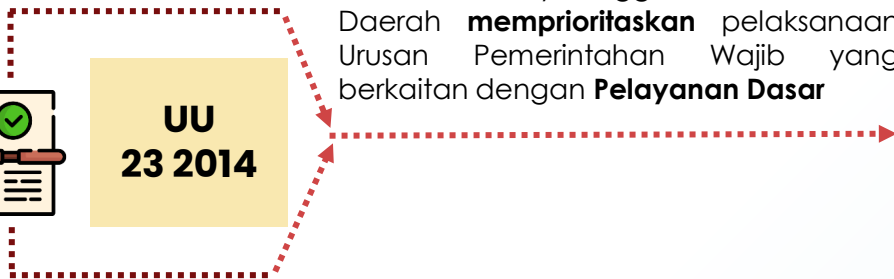 Daerah memprioritaskan pelaksanaan
Urusan Pemerintahan Wajib yang
berkaitan dengan Pelayanan Dasar
UU
23 2014